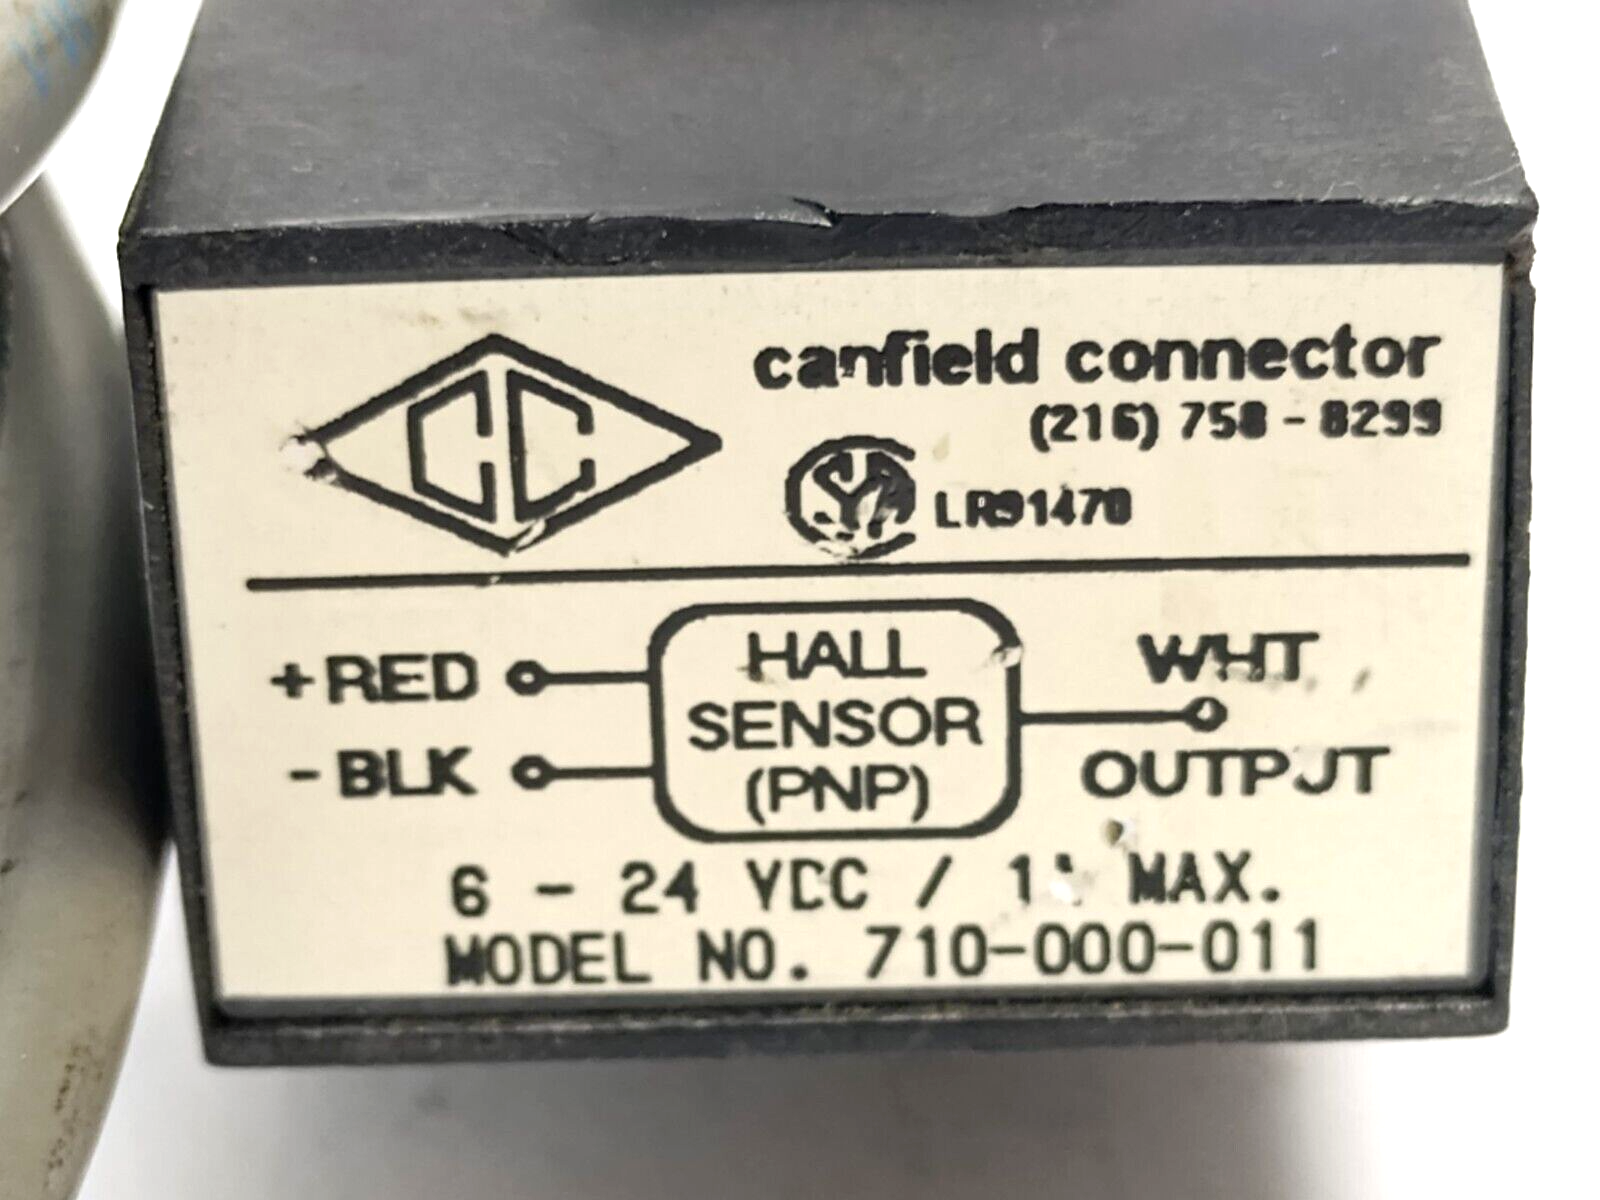 CC
canfield connector
(216) 758-8299
LR91470
+RED
HALL SENSOR (PNP)
WHT
-BLK
OUTPUT
6 - 24 VDC / MAX.
MODEL NO. 710-000-011